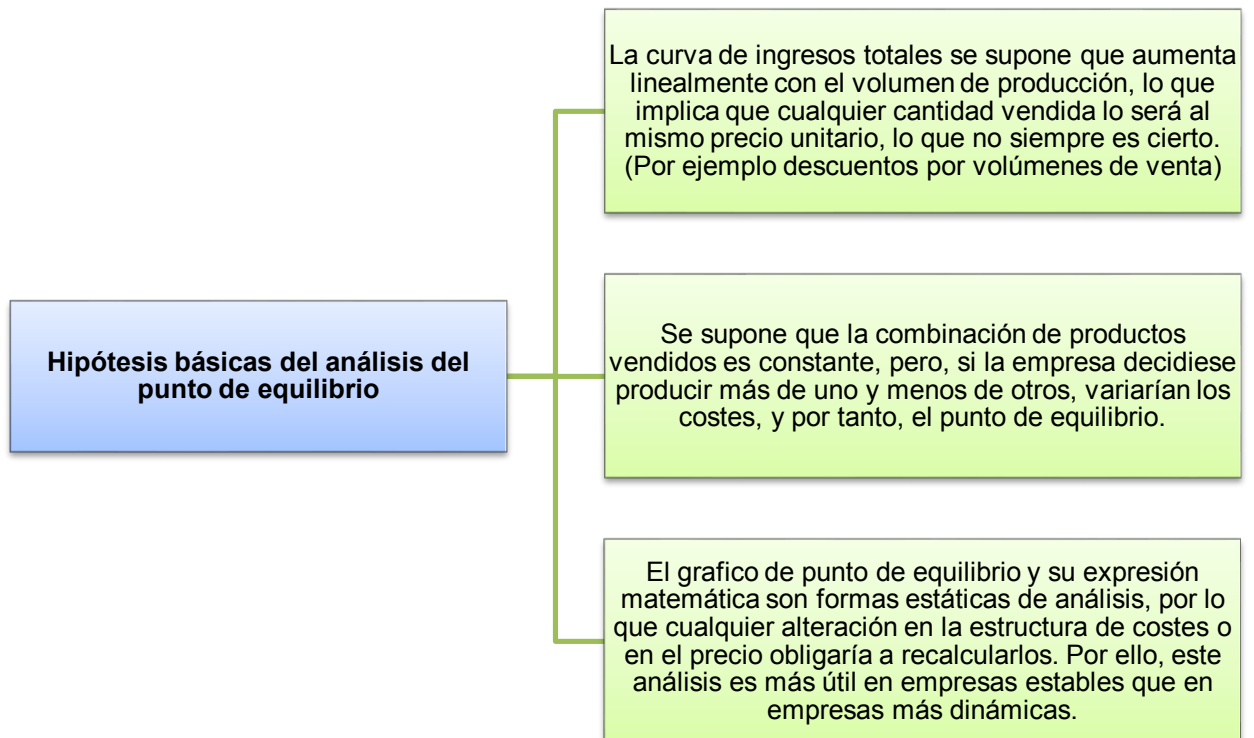 Hipótesis básicas del análisis del
punto de equilibrio
La curva de ingresos totales se supone que aumenta
linealmente con el volumen de producción, lo que
implica que cualquier cantidad vendida lo será al
mismo precio unitario, lo que no siempre es cierto.
(Por ejemplo descuentos por volúmenes de venta)
Se supone que la combinación de productos
vendidos es constante, pero, si la empresa decidiese
producir más de uno y menos de otros, variarían los
costes, y por tanto, el punto de equilibrio.
El grafico de punto de equilibrio y su expresión
matemática son formas estáticas de análisis, por lo
que cualquier alteración en la estructura de costes o
en el precio obligaría a recalcularlos. Por ello, este
análisis es más útil en empresas estables que en
empresas más dinámicas.